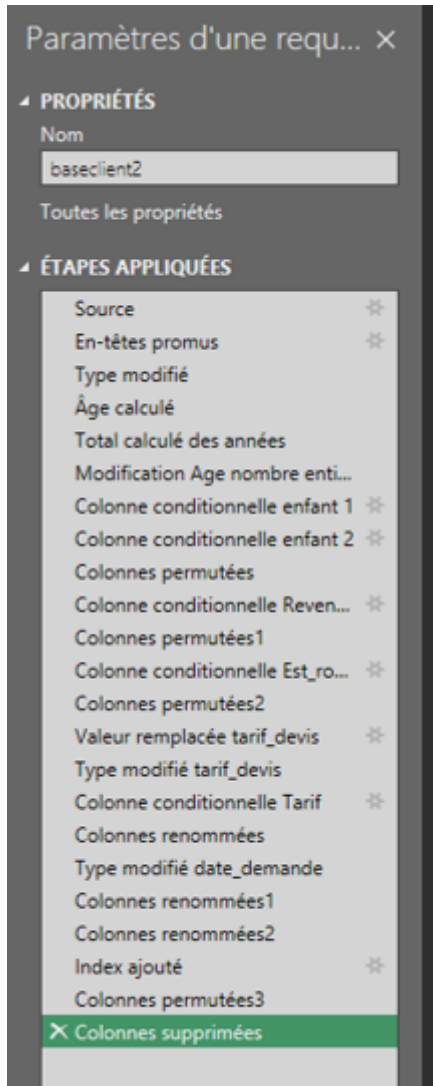 Paramètres d'une requ... ×
PROPRIÉTÉS
Nom
baseclient2
Toutes les propriétés
ÉTAPES APPLIQUÉES
Source
En-têtes promus
Type modifié
Âge calculé
Total calculé des années
Modification Age nombre enti...
Colonne conditionnelle enfant 1
Colonne conditionnelle enfant 2
Colonnes permutées
Colonne conditionnelle Reven...
Colonnes permutées1
Colonne conditionnelle Est_ro...
Colonnes permutées2
Valeur remplacée tarif_devis
Type modifié tarif_devis
Colonne conditionnelle Tarif
Colonnes renommées
Type modifié date_demande
Colonnes renommées1
Colonnes renommées2
Index ajouté
Colonnes permutées3
Colonnes supprimées